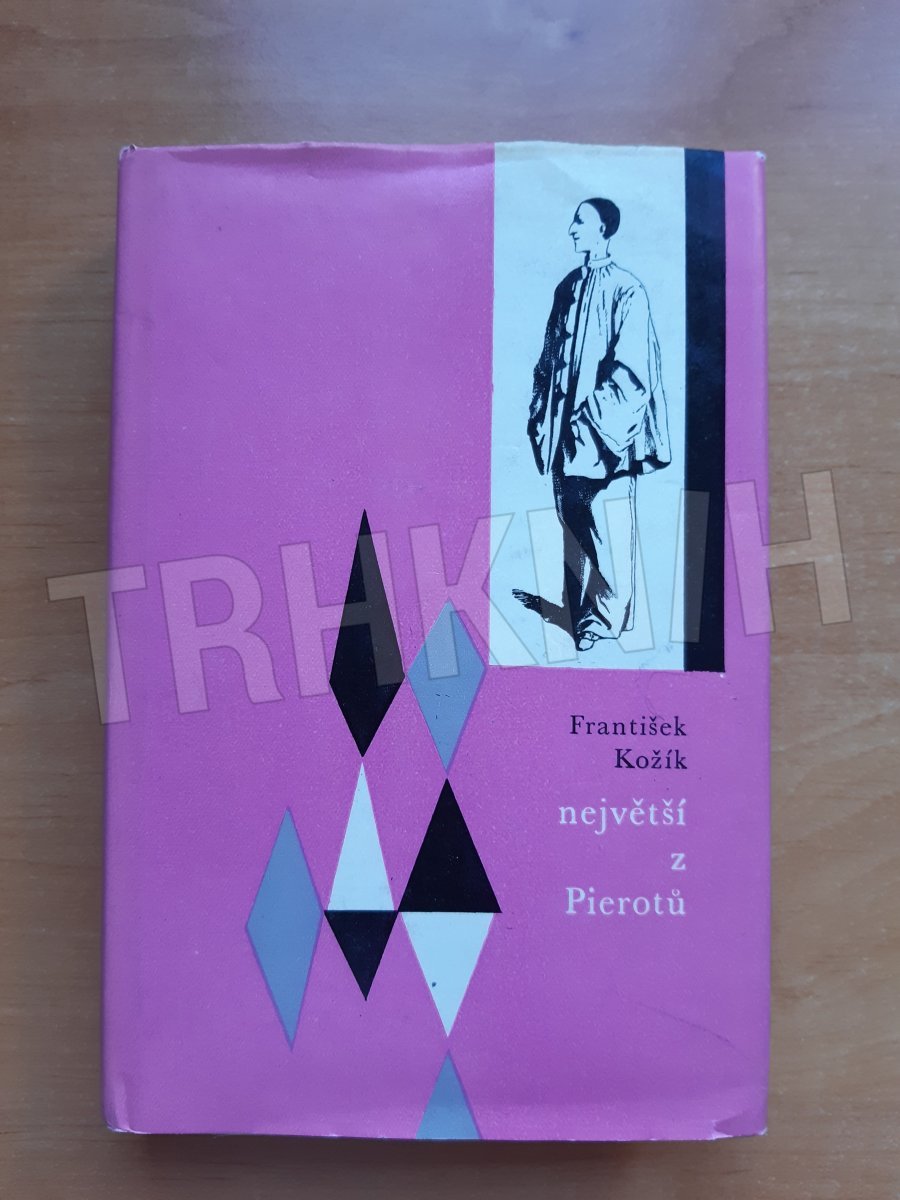 TRHKNIH
František
Kožík
největší
z
Pierotů